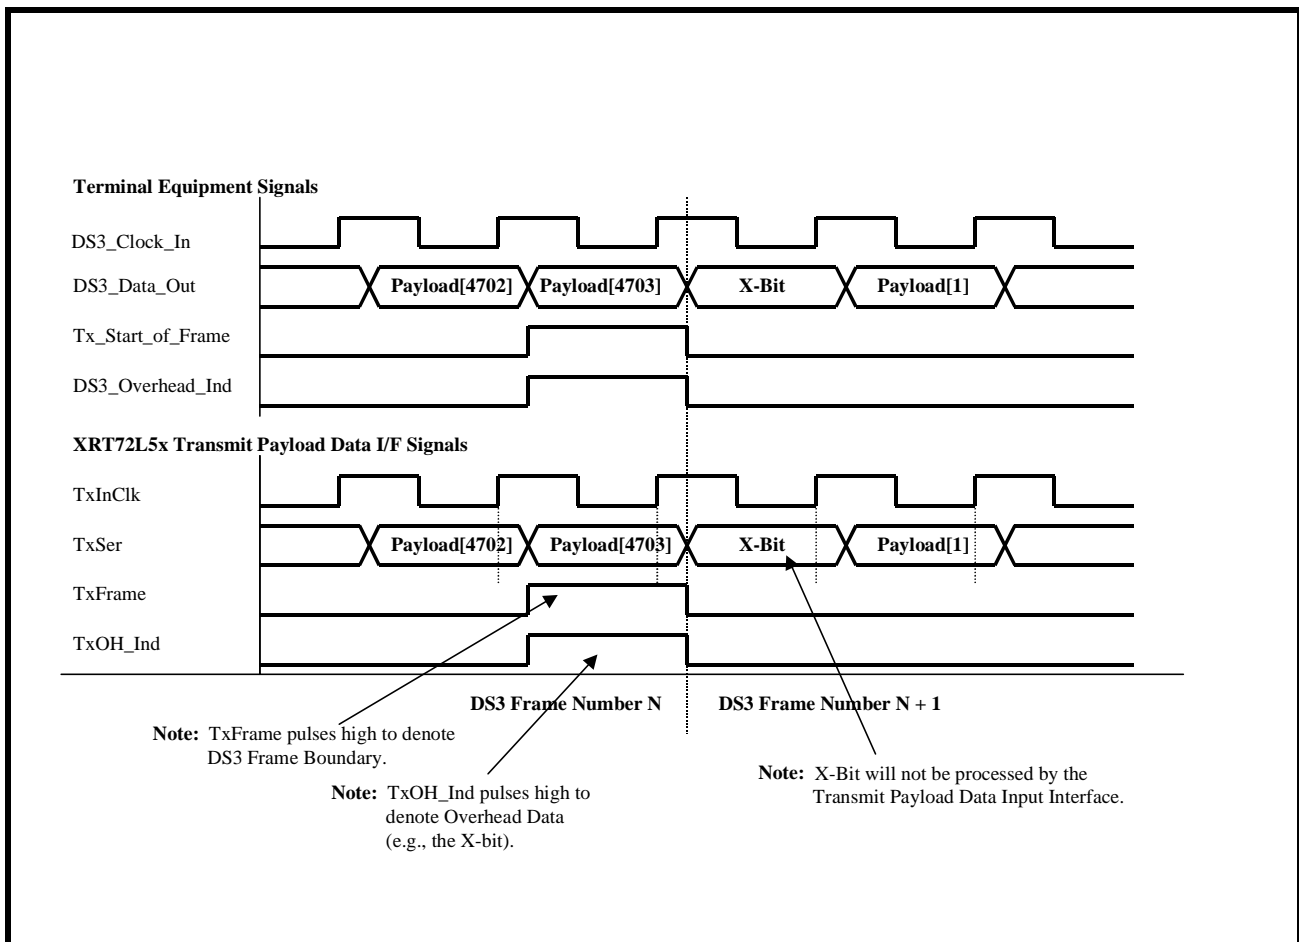 Terminal Equipment Signals
DS3_Clock_In
DS3_Data_Out Payload[4702] Payload[4703] X-Bit Payload[1]
Tx_Start_of_Frame
DS3_Overhead_Ind
XRT72L5x Transmit Payload Data I/F Signals
TxInClk
TxSer Payload[4702] Payload[4703] X-Bit Payload[1]
TxFrame
TxOH_Ind
DS3 Frame Number N DS3 Frame Number N + 1
Note: TxFrame pulses high to denote
DS3 Frame Boundary.
Note: TxOH_Ind pulses high to
denote Overhead Data
(e.g., the X-bit).
Note: X-Bit will not be processed by the
Transmit Payload Data Input Interface.